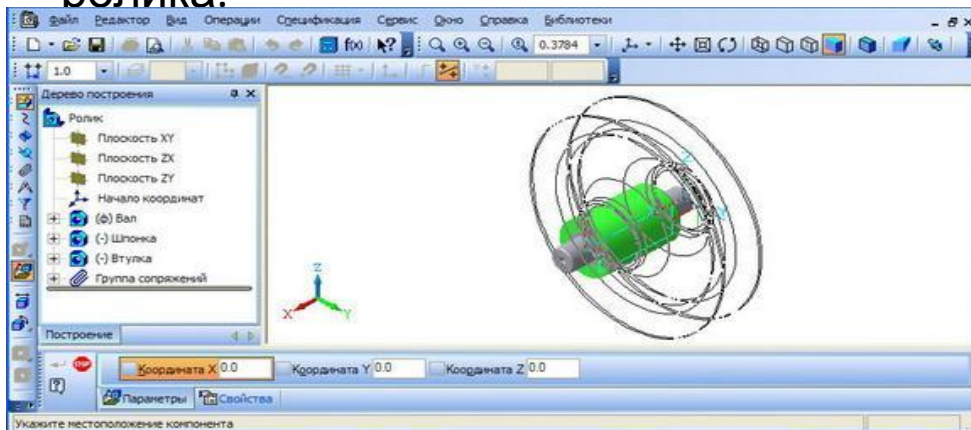 ролика.
Файл Редактор Вид Операции Спецификация Сервис Окно Справка Библиотеки
f(x) 0.3784
1.0
Дерево построения
Ролик
Плоскость XY
Плоскость ZX
Плоскость ZY
Начало координат
(ф) Вал
(-) Шпонка
(-) Втулка
Группа сопряжений
Z
X Y
Z
Построение
STOP Координата X 0.0 Координата Y 0.0 Координата Z 0.0
Параметры Свойства
Укажите местоположение компонента